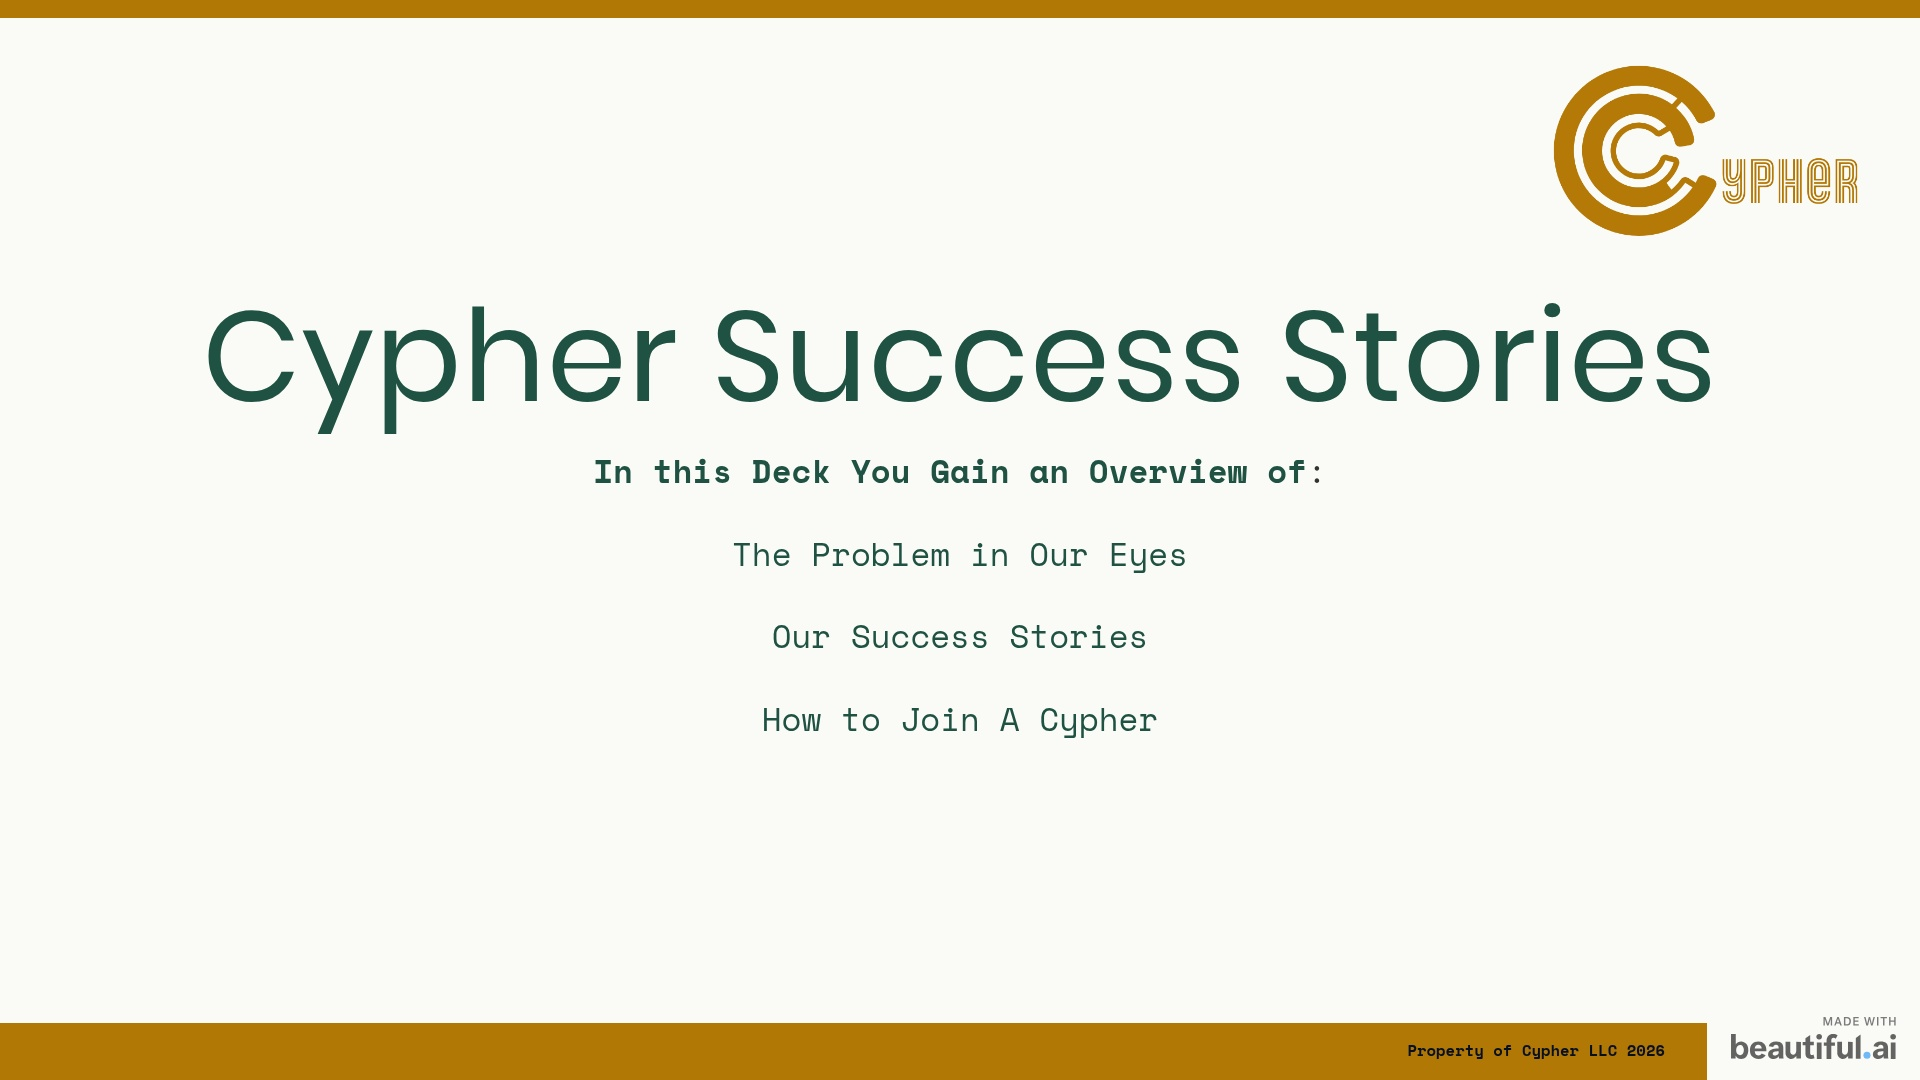 Cypher
Cypher Success Stories
In this Deck You Gain an Overview of:
The Problem in Our Eyes
Our Success Stories
How to Join A Cypher
Property of Cypher LLC 2026
MADE WITH
beautiful.ai